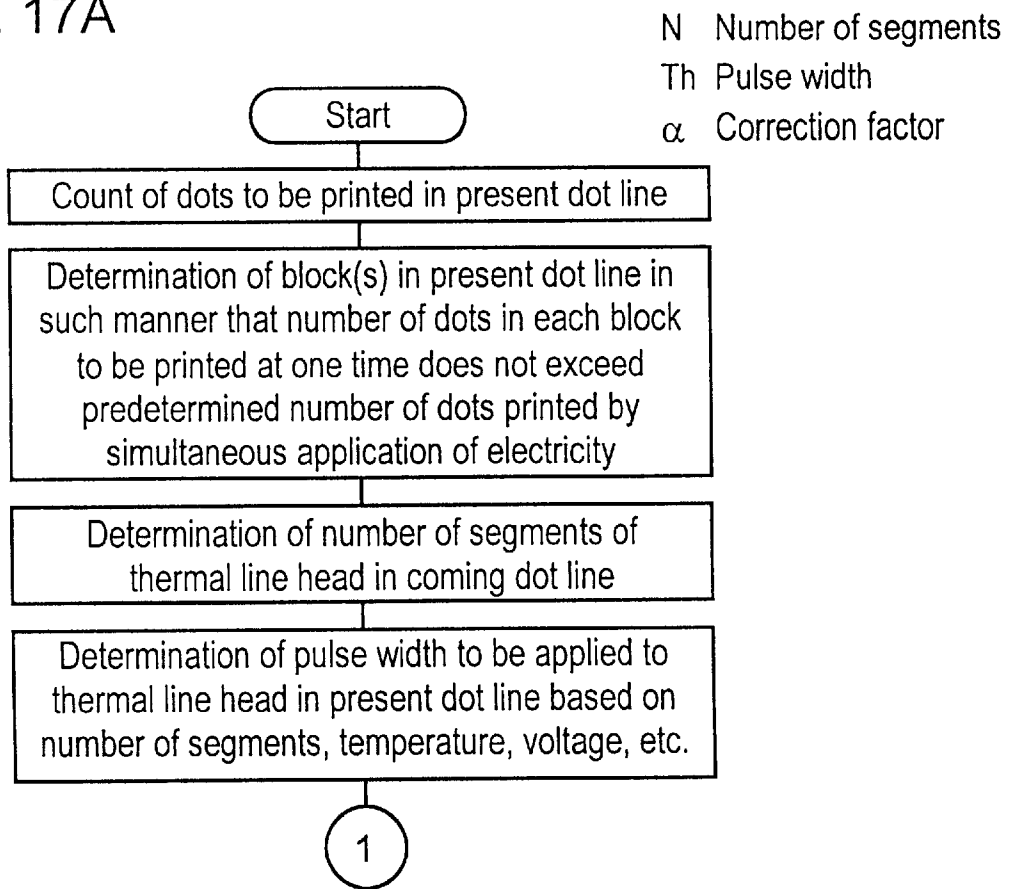 . 17A
N Number of segments
Th Pulse width
α Correction factor
Start
Count of dots to be printed in present dot line
Determination of block(s) in present dot line in
such manner that number of dots in each block
to be printed at one time does not exceed
predetermined number of dots printed by
simultaneous application of electricity
Determination of number of segments of
thermal line head in coming dot line
Determination of pulse width to be applied to
thermal line head in present dot line based on
number of segments, temperature, voltage, etc.
1